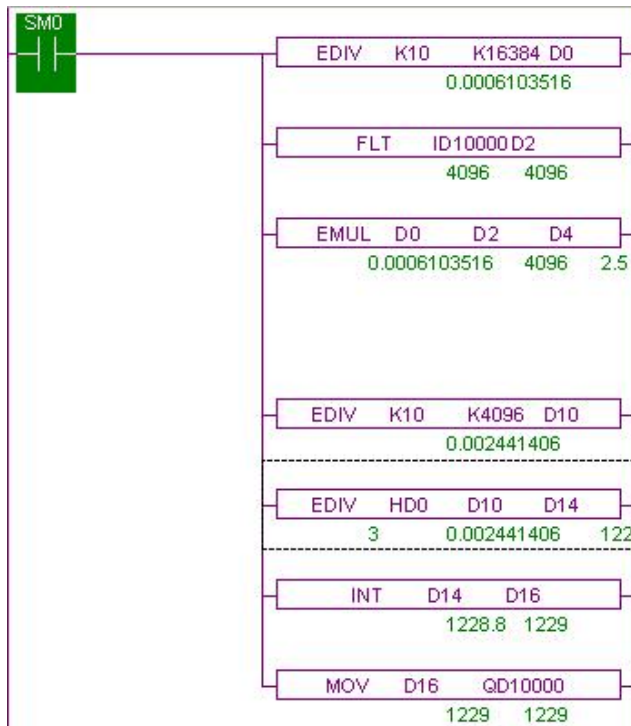 SM0
EDIV K10 K16384 D0
0.0006103516
FLT ID10000 D2
4096 4096
EMUL D0 D2 D4
0.0006103516 4096 2.5
EDIV K10 K4096 D10
0.002441406
EDIV HD0 D10 D14
3 0.002441406 122
INT D14 D16
1228.8 1229
MOV D16 QD10000
1229 1229